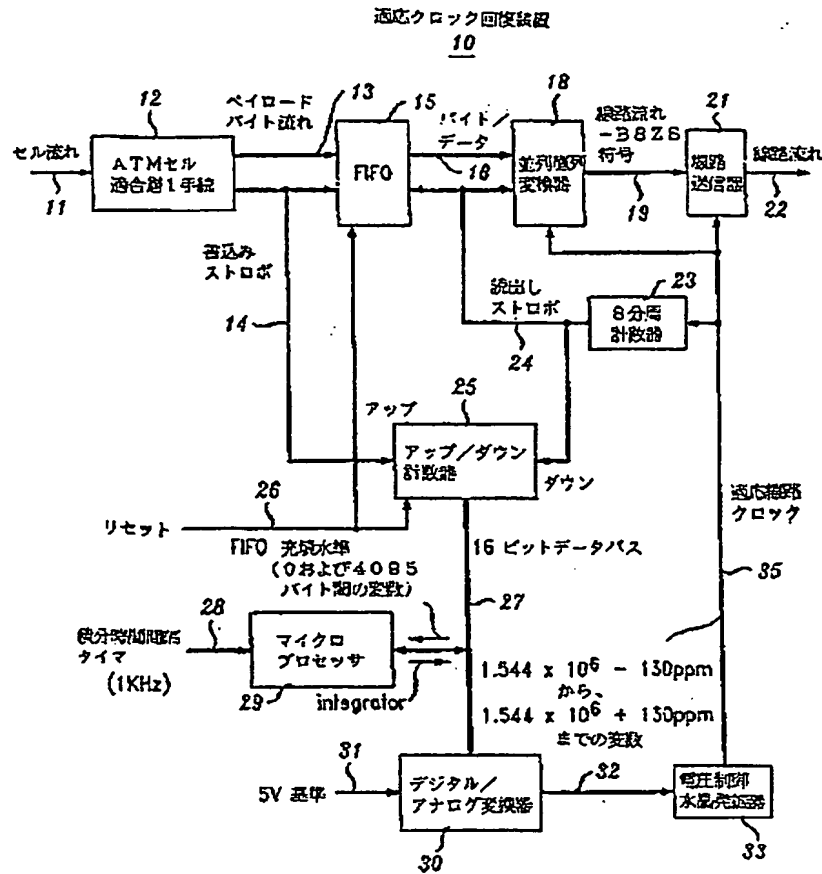 適応クロック回復装置
10
12
ペイロード
バイト流れ
13
15
バイト/
データ
16
18
線路流れ
-B8ZS
符号
21
セル流れ
11
ATMセル
適合層1手続
FIFO
並列直列
変換器
19
線路
送信器
線路流れ
22
書込み
ストロボ
14
読出し
ストロボ
24
23
8分周
計数器
アップ
25
アップ/ダウン
計数器
ダウン
26
リセット
FIFO 充填水準
(0および4095
バイト間の変数)
16 ビットデータバス
27
適応線路
クロック
35
28
積分時間間隔
タイマ
(1KHz)
マイクロ
プロセッサ
29
integrator
1.544 x 10⁶ - 130ppm
から、
1.544 x 10⁶ + 130ppm
までの変数
31
5V 基準
デジタル/
アナログ変換器
30
32
電圧制御
水晶発振器
33